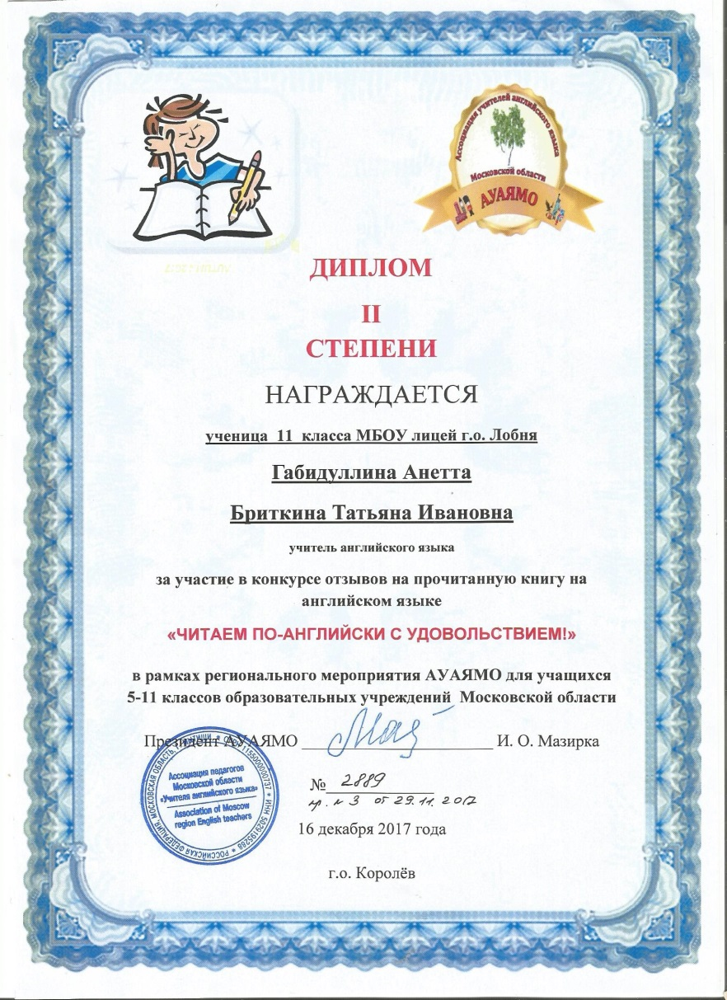 Ассоциация учителей английского языка
Московской области
АУАЯМО
ДИПЛОМ
II
СТЕПЕНИ
НАГРАЖДАЕТСЯ
ученица 11 класса МБОУ лицей г.о. Лобня
Габидуллина Анетта
Бриткина Татьяна Ивановна
учитель английского языка
за участие в конкурсе отзывов на прочитанную книгу на
английском языке
«ЧИТАЕМ ПО-АНГЛИЙСКИ С УДОВОЛЬСТВИЕМ!»
в рамках регионального мероприятия АУАЯМО для учащихся
5-11 классов образовательных учреждений Московской области
Президент АУАЯМО И. О. Мазирка
РОССИЙСКАЯ ФЕДЕРАЦИЯ, МОСКОВСКАЯ ОБЛАСТЬ, * ИНН 5029195288 *
Ассоциация педагогов
Московской области
«Учителя английского языка»
Association of Moscow
region English teachers
№ 2889
пр. № 3 от 29.11.2017
16 декабря 2017 года
г.о. Королёв